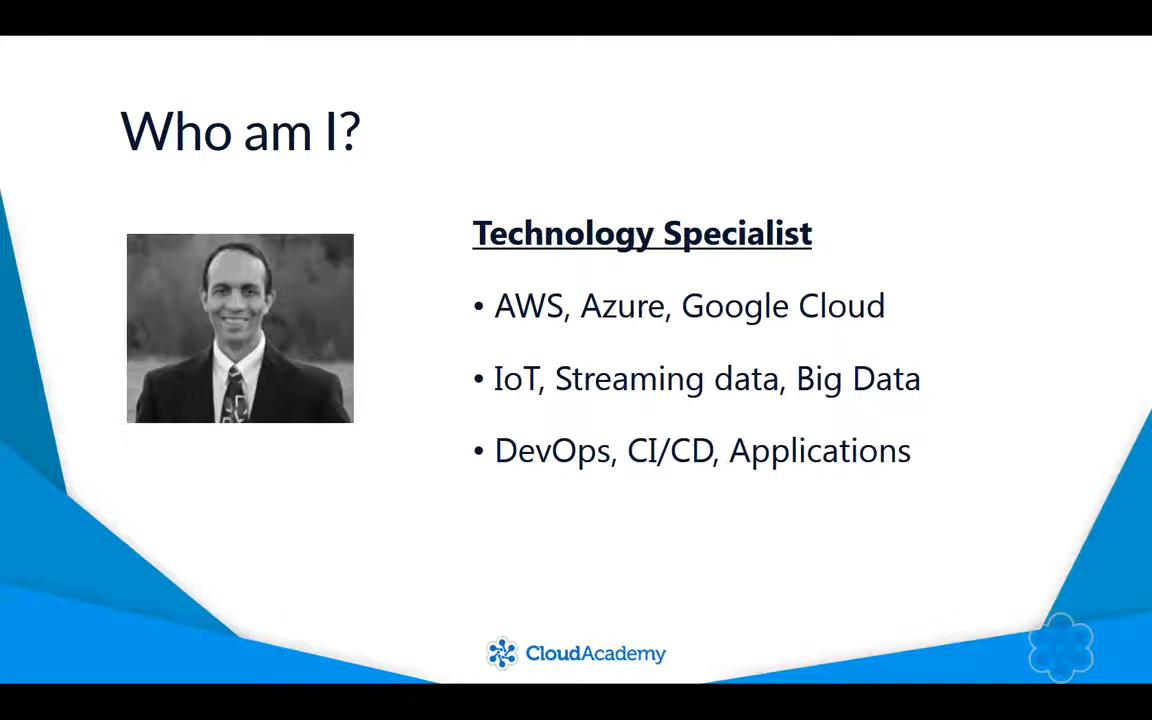 Who am I?
Technology Specialist
• AWS, Azure, Google Cloud
• IoT, Streaming data, Big Data
• DevOps, CI/CD, Applications
CloudAcademy